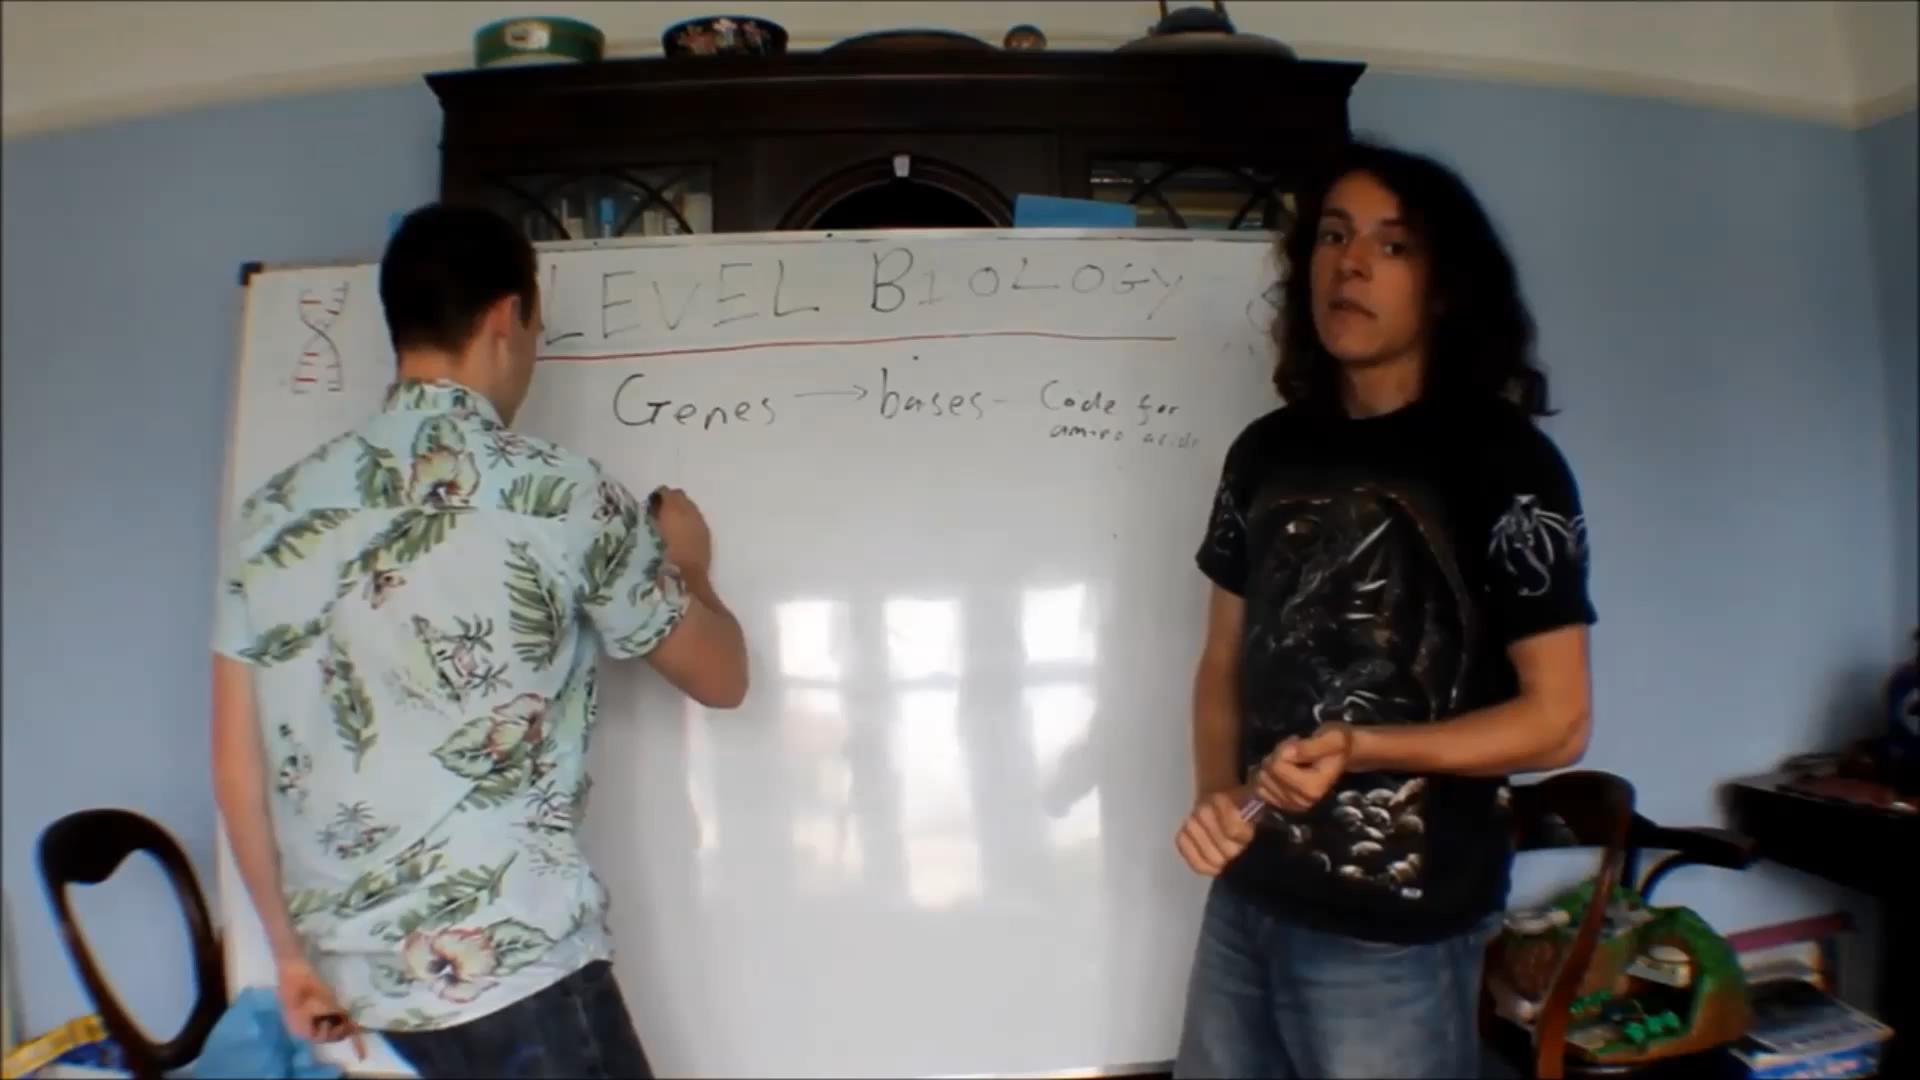 LEVEL BIOLOGY
Genes → bases - Code for
amino acids